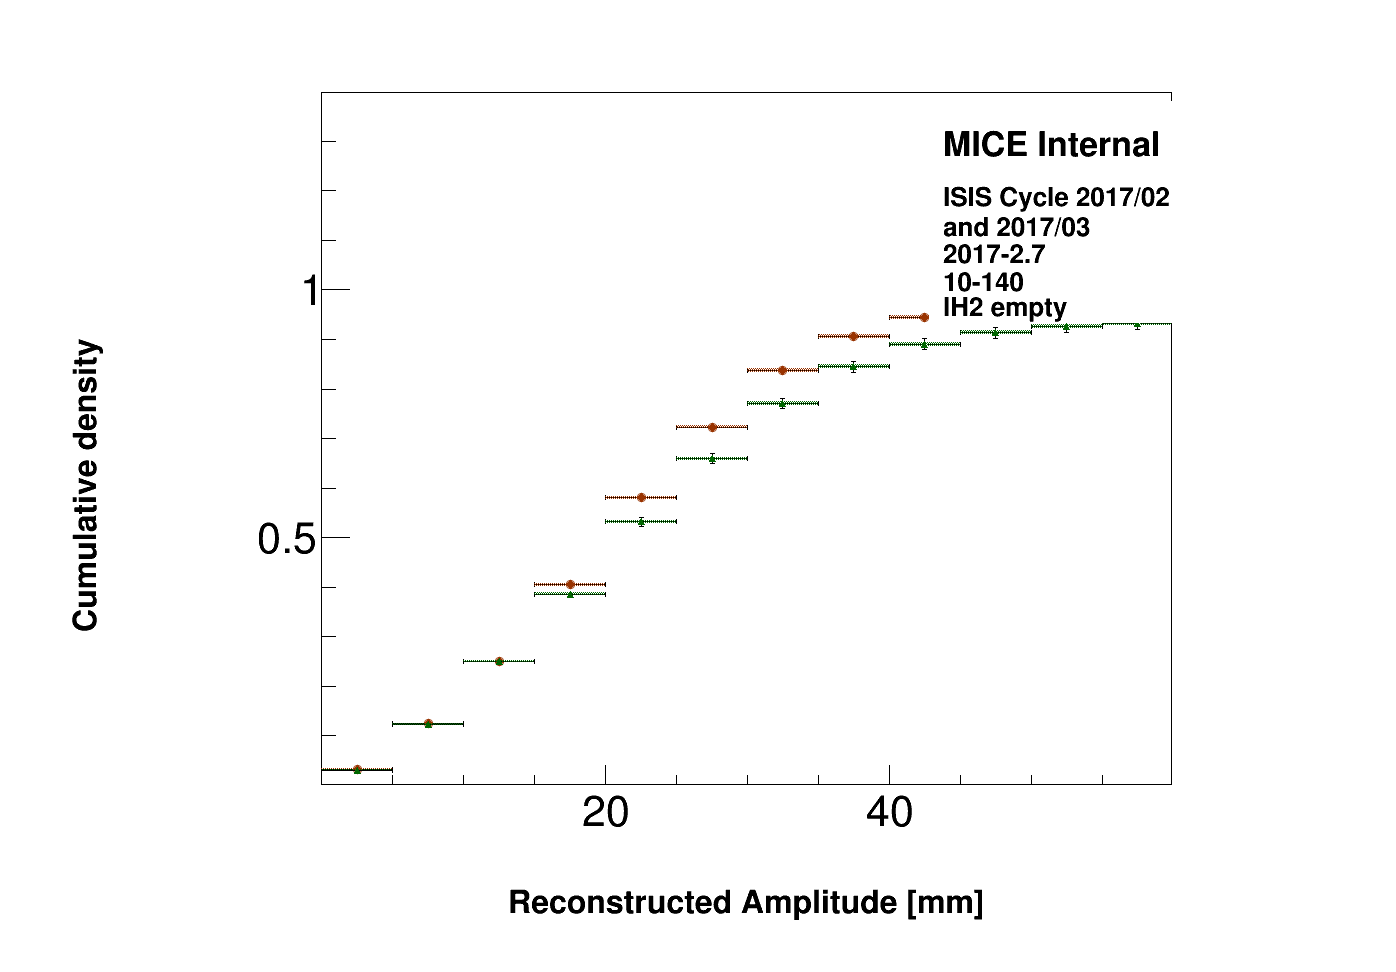 MICE Internal
ISIS Cycle 2017/02
and 2017/03
2017-2.7
10-140
IH2 empty
1
0.5
Cumulative density
20 40
Reconstructed Amplitude [mm]